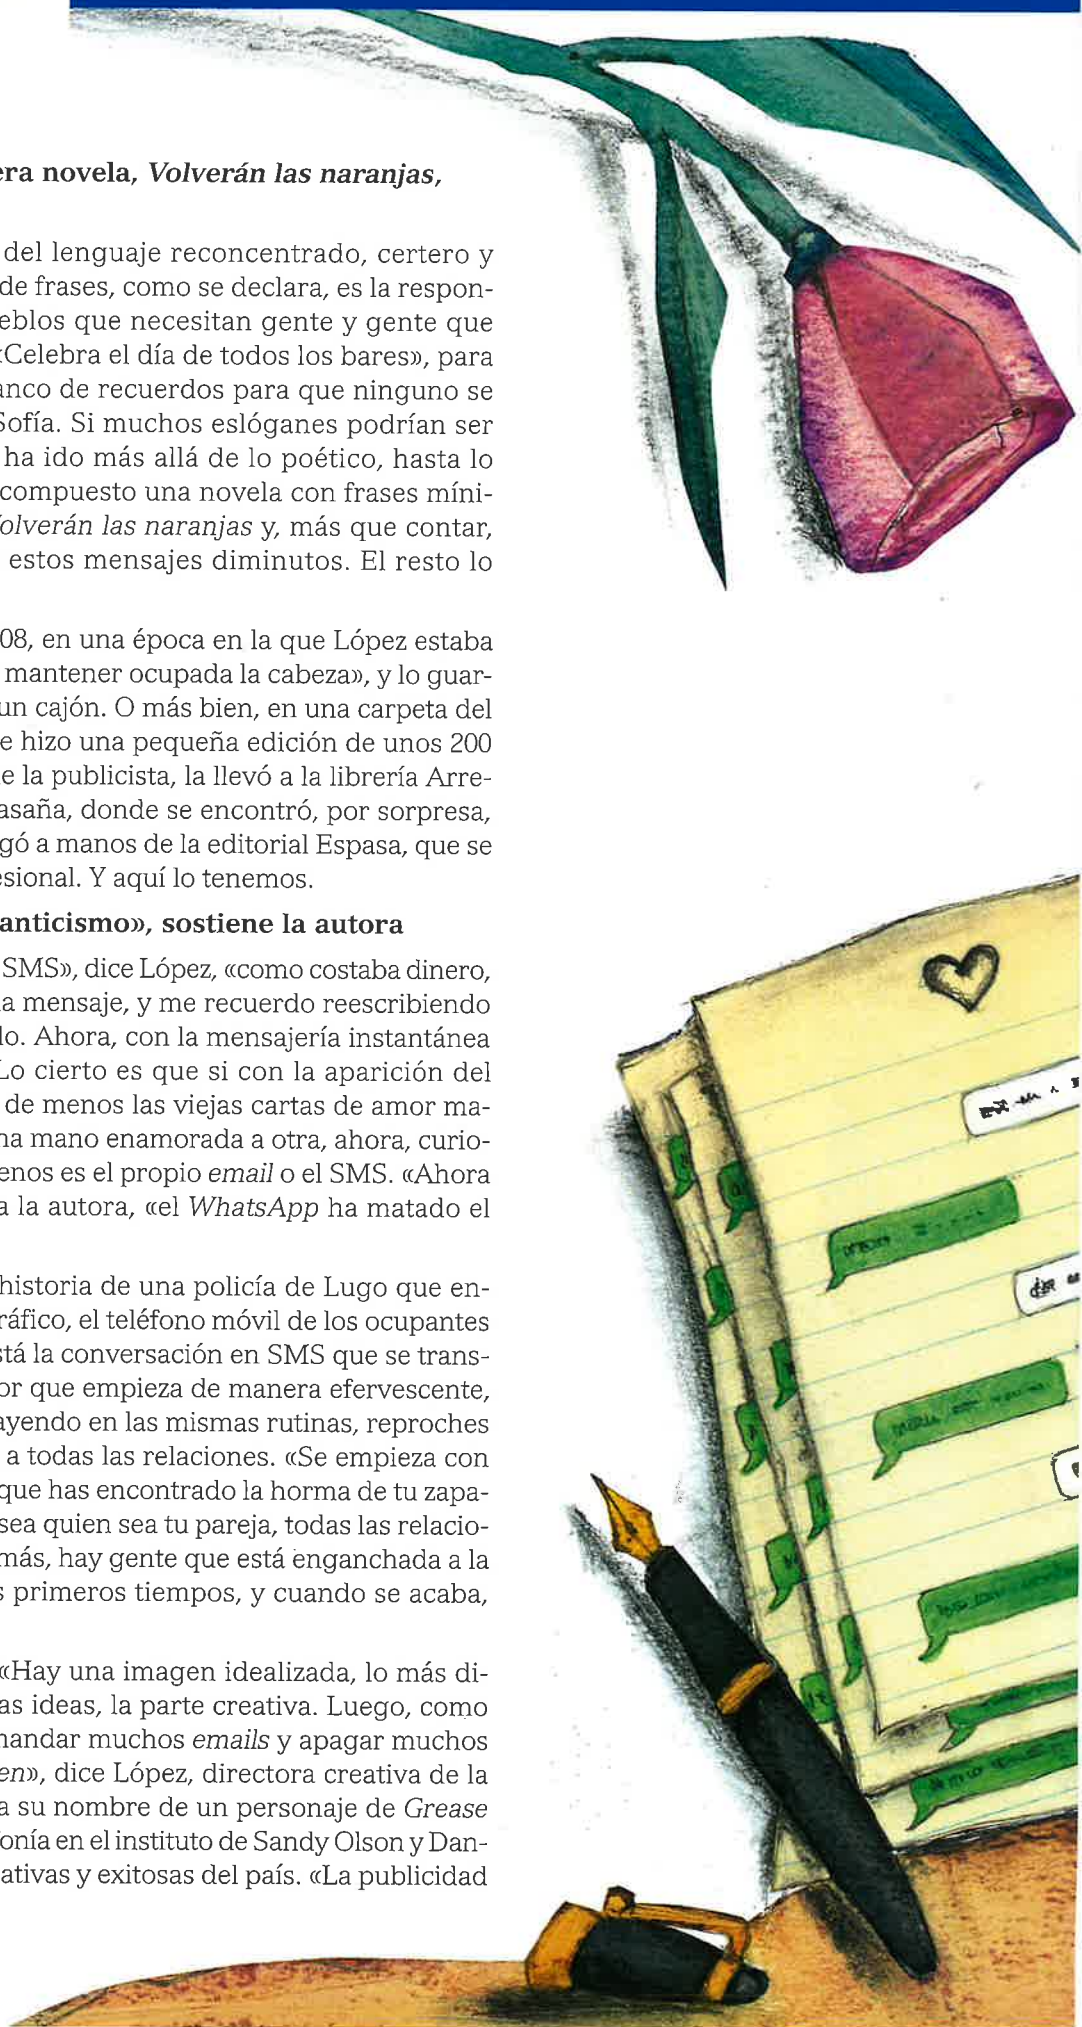 era novela, Volverán las naranjas,
del lenguaje reconcentrado, certero y
de frases, como se declara, es la respon-
eblos que necesitan gente y gente que
«Celebra el día de todos los bares», para
anco de recuerdos para que ninguno se
Sofía. Si muchos eslóganes podrían ser
ha ido más allá de lo poético, hasta lo
compuesto una novela con frases míni-
olverán las naranjas y, más que contar,
estos mensajes diminutos. El resto lo
08, en una época en la que López estaba
mantener ocupada la cabeza», y lo guar-
un cajón. O más bien, en una carpeta del
e hizo una pequeña edición de unos 200
e la publicista, la llevó a la librería Arre-
asaña, donde se encontró, por sorpresa,
gó a manos de la editorial Espasa, que se
esional. Y aquí lo tenemos.
anticismo», sostiene la autora
SMS», dice López, «como costaba dinero,
a mensaje, y me recuerdo reescribiendo
lo. Ahora, con la mensajería instantánea
Lo cierto es que si con la aparición del
de menos las viejas cartas de amor ma-
na mano enamorada a otra, ahora, curio-
enos es el propio email o el SMS. «Ahora
a la autora, «el WhatsApp ha matado el
historia de una policía de Lugo que en-
ráfico, el teléfono móvil de los ocupantes
stá la conversación en SMS que se trans-
or que empieza de manera efervescente,
ayendo en las mismas rutinas, reproches
a todas las relaciones. «Se empieza con
que has encontrado la horma de tu zapa-
sea quien sea tu pareja, todas las relacio-
más, hay gente que está enganchada a la
s primeros tiempos, y cuando se acaba,
«Hay una imagen idealizada, lo más di-
as ideas, la parte creativa. Luego, como
nandar muchos emails y apagar muchos
en», dice López, directora creativa de la
a su nombre de un personaje de Grease
onía en el instituto de Sandy Olson y Dan-
ativas y exitosas del país. «La publicidad